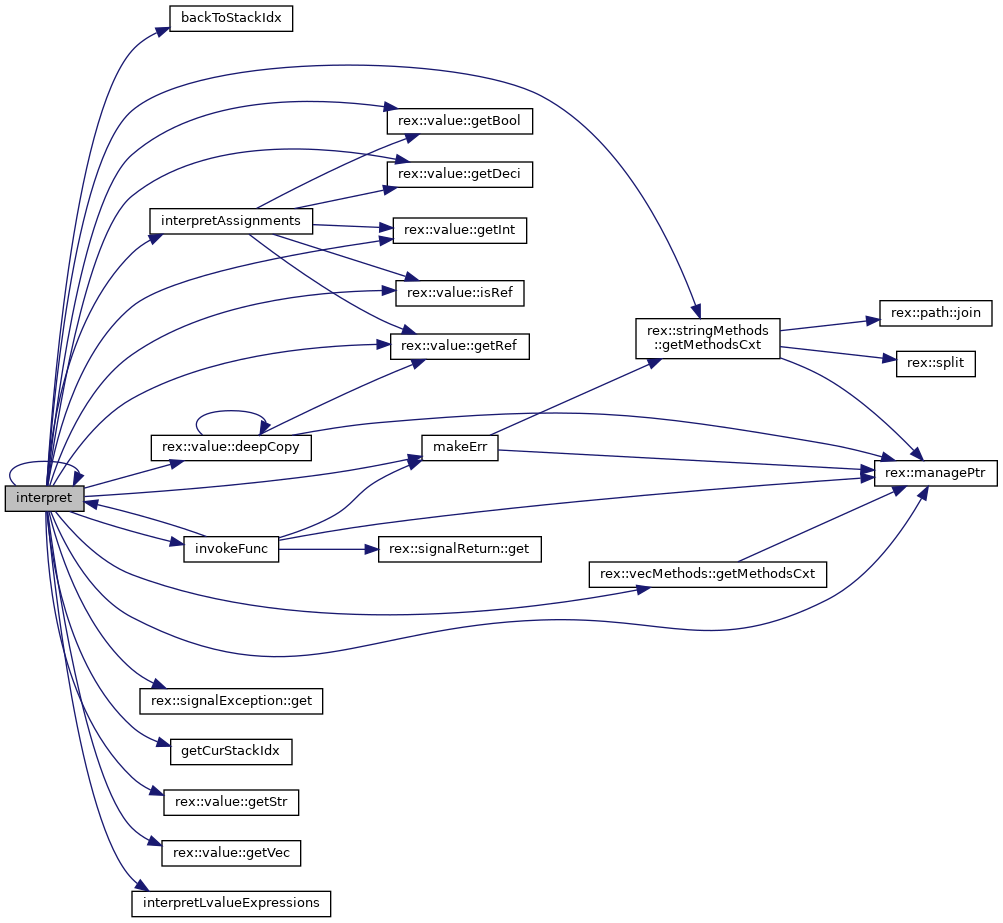 backToStackIdx
rex::value::getBool
rex::value::getDeci
interpretAssignments
rex::value::getInt
rex::value::isRef
rex::path::join
rex::stringMethods
::getMethodsCxt
rex::value::getRef
rex::split
rex::value::deepCopy
makeErr
rex::managePtr
interpret
invokeFunc
rex::signalReturn::get
rex::vecMethods::getMethodsCxt
rex::signalException::get
getCurStackIdx
rex::value::getStr
rex::value::getVec
interpretLvalueExpressions